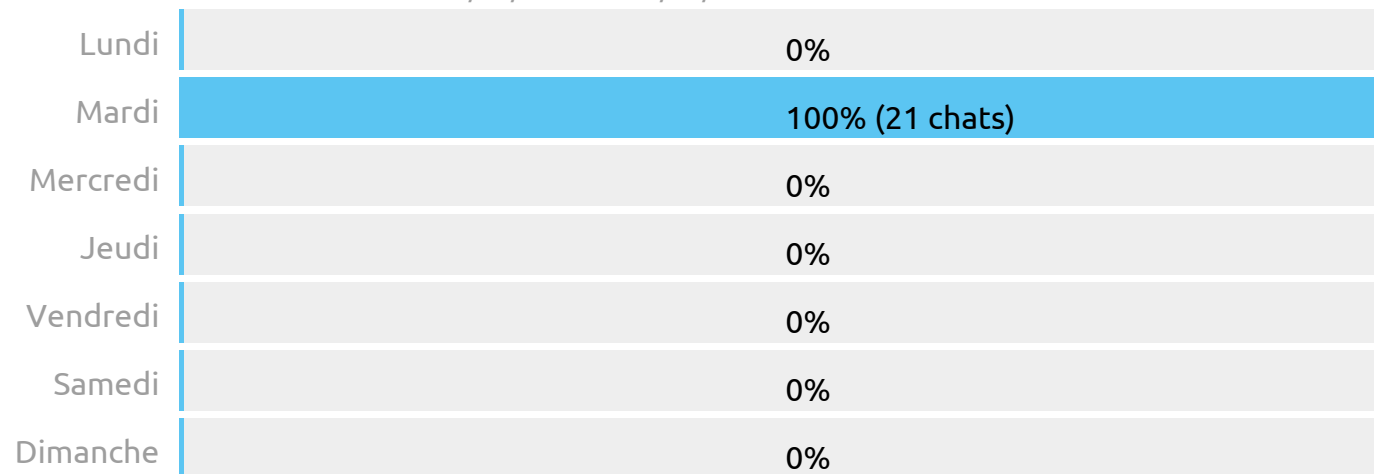 Lundi 0%
Mardi 100% (21 chats)
Mercredi 0%
Jeudi 0%
Vendredi 0%
Samedi 0%
Dimanche 0%